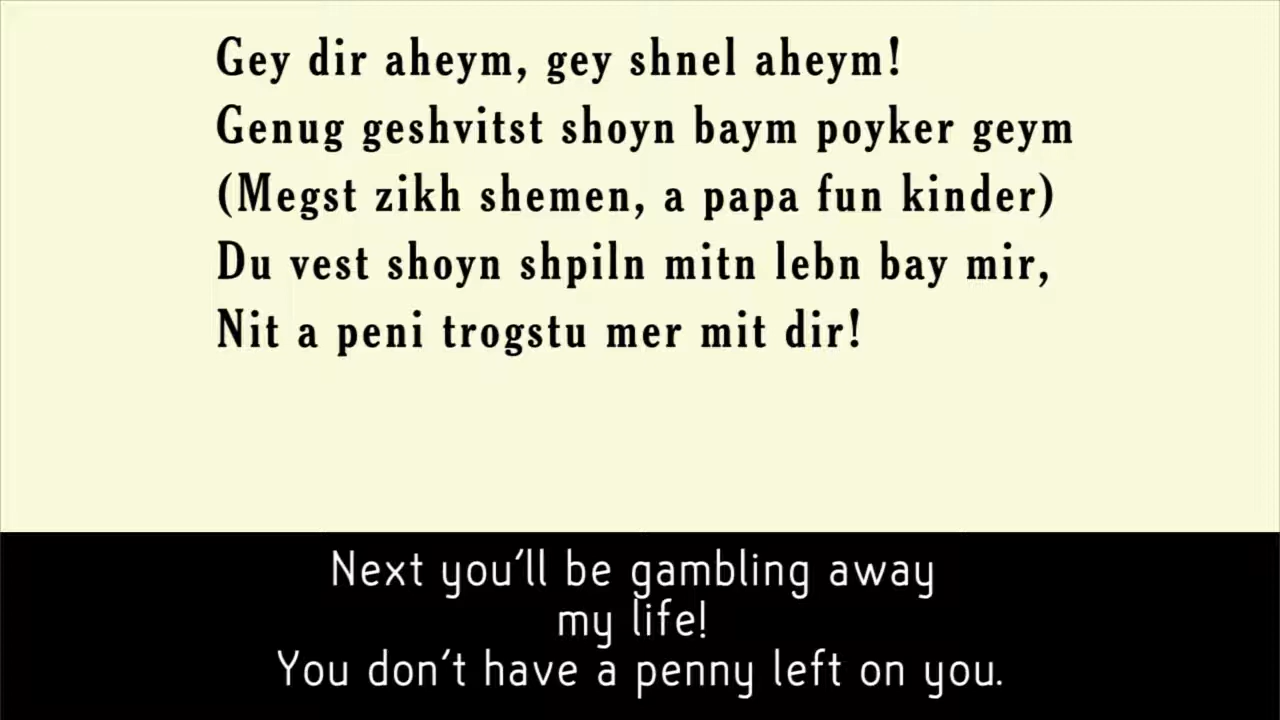 Gey dir aheym, gey shnel aheym!
Genug geshvitst shoyn baym poyker geym
(Megst zikh shemen, a papa fun kinder)
Du vest shoyn shpiln mitn lebn bay mir,
Nit a peni trogstu mer mit dir!
Next you'll be gambling away
my life!
You don't have a penny left on you.